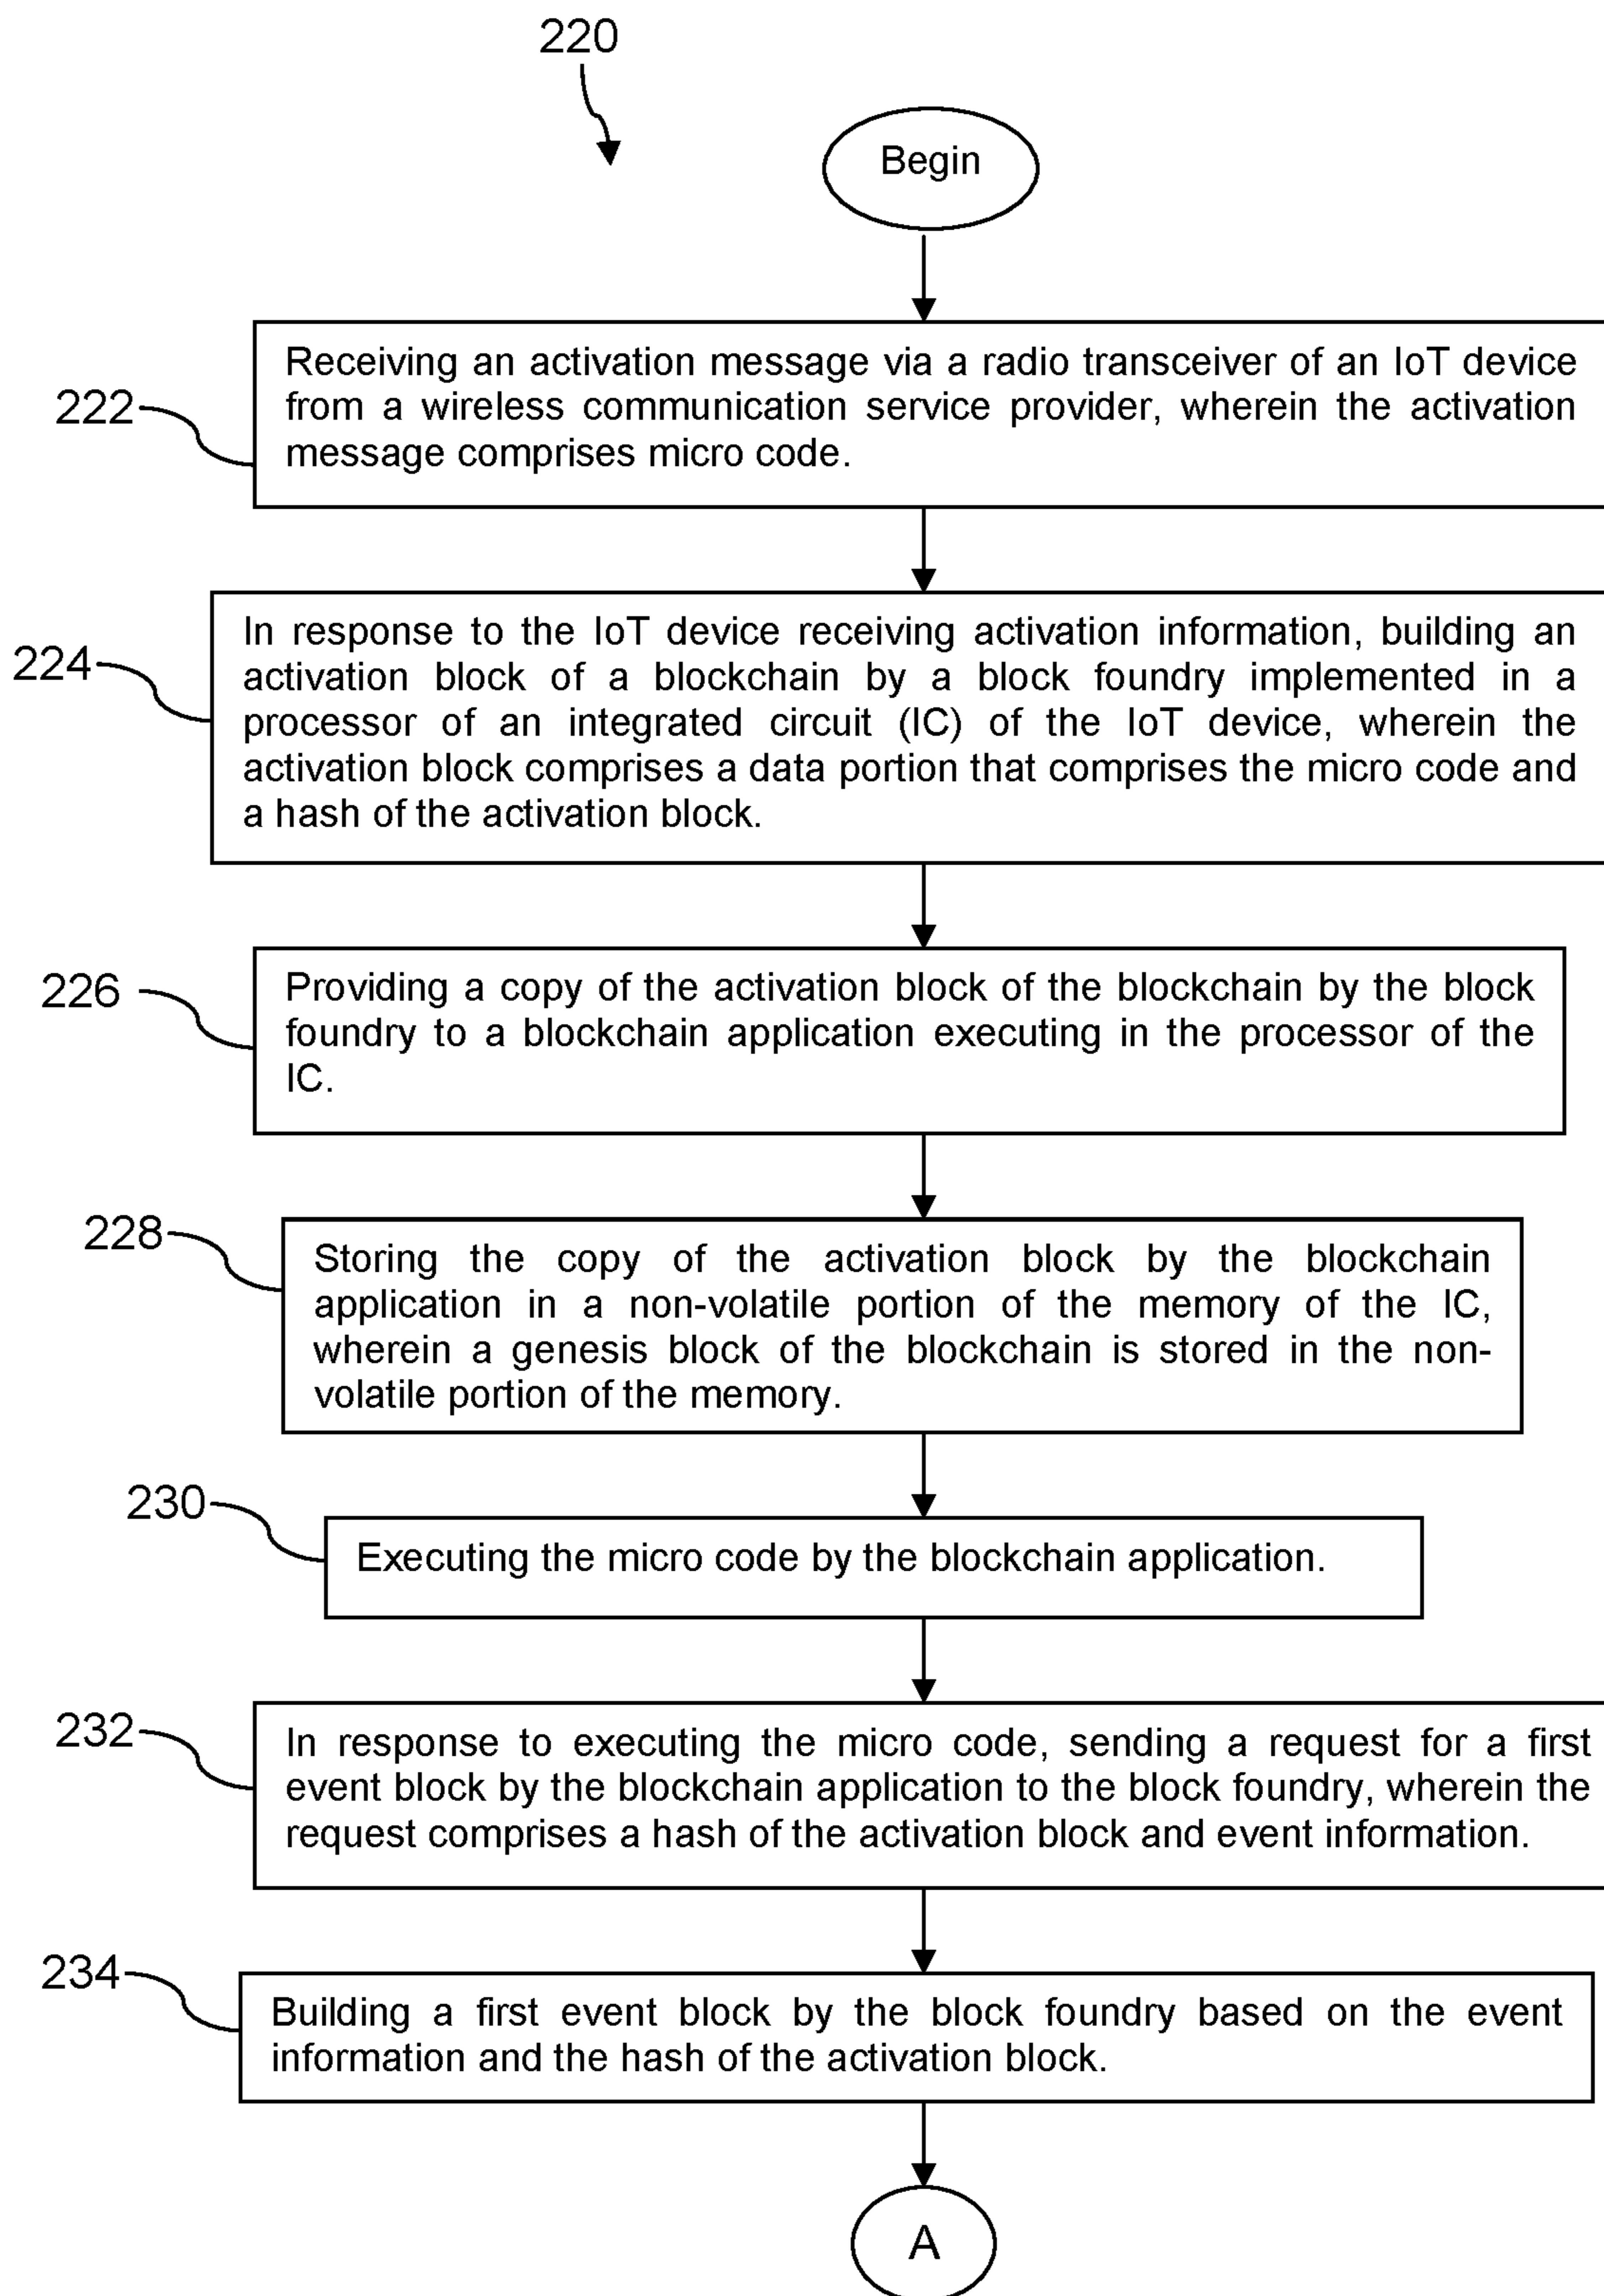 220
Begin
222
Receiving an activation message via a radio transceiver of an IoT device
from a wireless communication service provider, wherein the activation
message comprises micro code.
224
In response to the IoT device receiving activation information, building an
activation block of a blockchain by a block foundry implemented in a
processor of an integrated circuit (IC) of the IoT device, wherein the
activation block comprises a data portion that comprises the micro code and
a hash of the activation block.
226
Providing a copy of the activation block of the blockchain by the block
foundry to a blockchain application executing in the processor of the
IC.
228
Storing the copy of the activation block by the blockchain
application in a non-volatile portion of the memory of the IC,
wherein a genesis block of the blockchain is stored in the non-
volatile portion of the memory.
230
Executing the micro code by the blockchain application.
232
In response to executing the micro code, sending a request for a first
event block by the blockchain application to the block foundry, wherein the
request comprises a hash of the activation block and event information.
234
Building a first event block by the block foundry based on the event
information and the hash of the activation block.
A